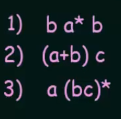 1) b a* b
2) (a+b) c
3) a (bc)*